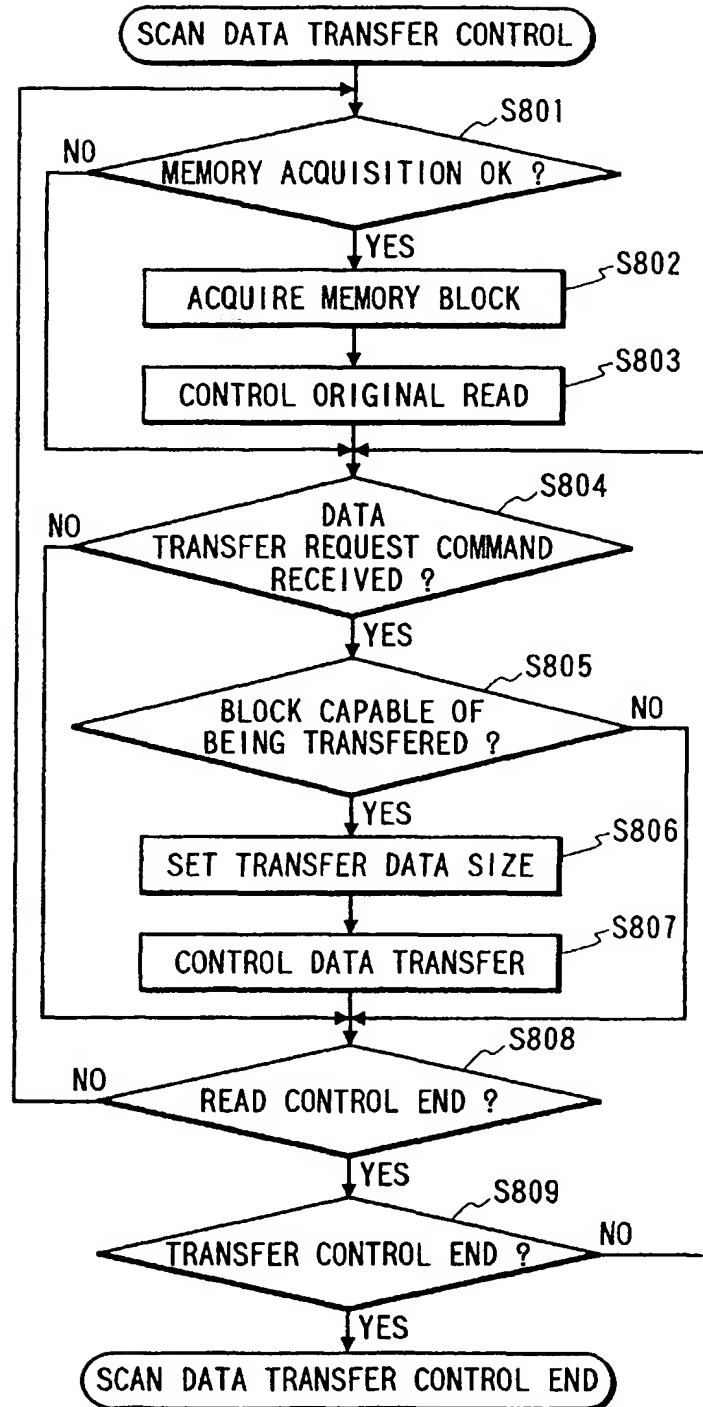 SCAN DATA TRANSFER CONTROL
S801
NO
MEMORY ACQUISITION OK ?
YES
S802
ACQUIRE MEMORY BLOCK
S803
CONTROL ORIGINAL READ
S804
NO
DATA
TRANSFER REQUEST COMMAND
RECEIVED ?
YES
S805
BLOCK CAPABLE OF
BEING TRANSFERED ?
NO
YES
S806
SET TRANSFER DATA SIZE
S807
CONTROL DATA TRANSFER
S808
NO
READ CONTROL END ?
YES
S809
TRANSFER CONTROL END ?
NO
YES
SCAN DATA TRANSFER CONTROL END